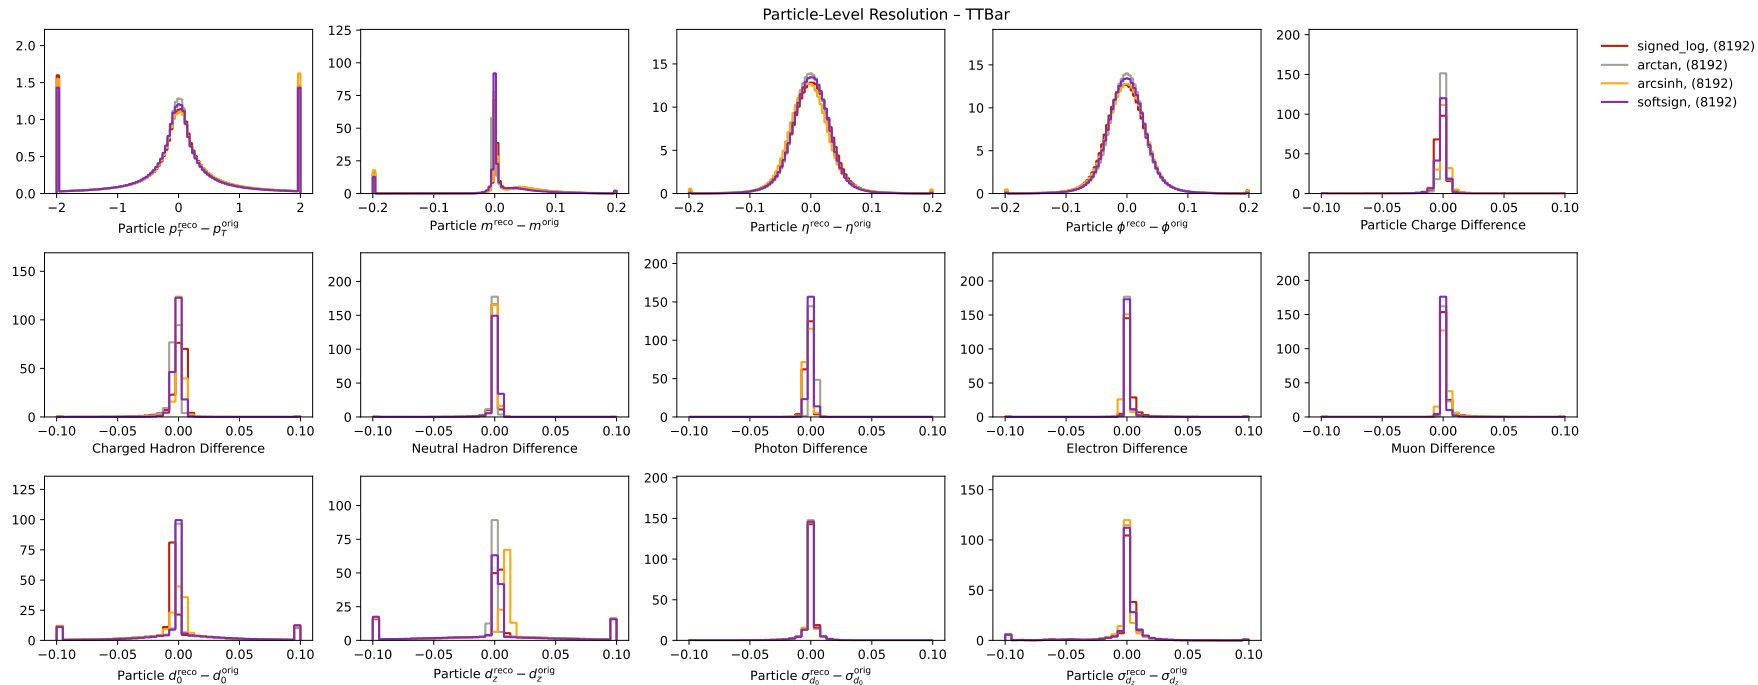 Particle-Level Resolution – TTBar
0.0 0.5 1.0 1.5 2.0
−2 −1 0 1 2
Particle p_T^reco − p_T^orig
0 25 50 75 100 125
−0.2 −0.1 0.0 0.1 0.2
Particle m^reco − m^orig
0 5 10 15
−0.2 −0.1 0.0 0.1 0.2
Particle η^reco − η^orig
0 5 10 15
−0.2 −0.1 0.0 0.1 0.2
Particle ϕ^reco − ϕ^orig
0 50 100 150 200
−0.10 −0.05 0.00 0.05 0.10
Particle Charge Difference
signed_log, (8192)
arctan, (8192)
arcsinh, (8192)
softsign, (8192)
0 50 100 150
−0.10 −0.05 0.00 0.05 0.10
Charged Hadron Difference
0 50 100 150 200
−0.10 −0.05 0.00 0.05 0.10
Neutral Hadron Difference
0 50 100 150 200
−0.10 −0.05 0.00 0.05 0.10
Photon Difference
0 50 100 150 200
−0.10 −0.05 0.00 0.05 0.10
Electron Difference
0 50 100 150 200
−0.10 −0.05 0.00 0.05 0.10
Muon Difference
0 25 50 75 100 125
−0.10 −0.05 0.00 0.05 0.10
Particle d_0^reco − d_0^orig
0 25 50 75 100
−0.10 −0.05 0.00 0.05 0.10
Particle d_z^reco − d_z^orig
0 50 100 150 200
−0.10 −0.05 0.00 0.05 0.10
Particle σ_{d_0}^reco − σ_{d_0}^orig
0 50 100 150
−0.10 −0.05 0.00 0.05 0.10
Particle σ_{d_z}^reco − σ_{d_z}^orig